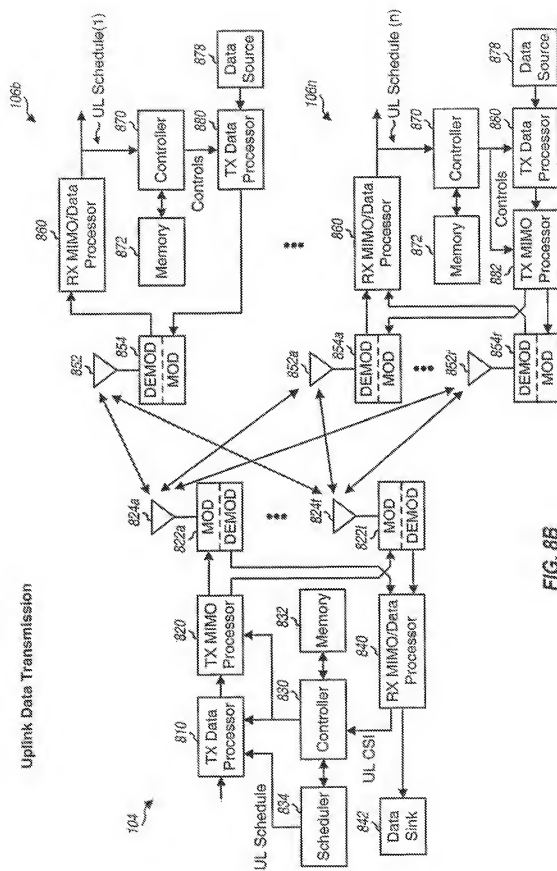 Uplink Data Transmission
104
UL Schedule
810
TX Data
Processor
820
TX MIMO
Processor
834
Scheduler
830
Controller
832
Memory
UL CSI
842
Data
Sink
840
RX MIMO/Data
Processor
824a
822a
MOD
DEMOD
824t
822t
MOD
DEMOD
106b
852
854
DEMOD
MOD
860
RX MIMO/Data
Processor
UL Schedule(1)
870
Controller
872
Memory
Controls
878
Data
Source
880
TX Data
Processor
106n
852a
854a
DEMOD
MOD
852r
854r
DEMOD
MOD
860
RX MIMO/Data
Processor
UL Schedule (n)
870
Controller
872
Memory
Controls
878
Data
Source
880
TX Data
Processor
882
TX MIMO
Processor
FIG. 8B